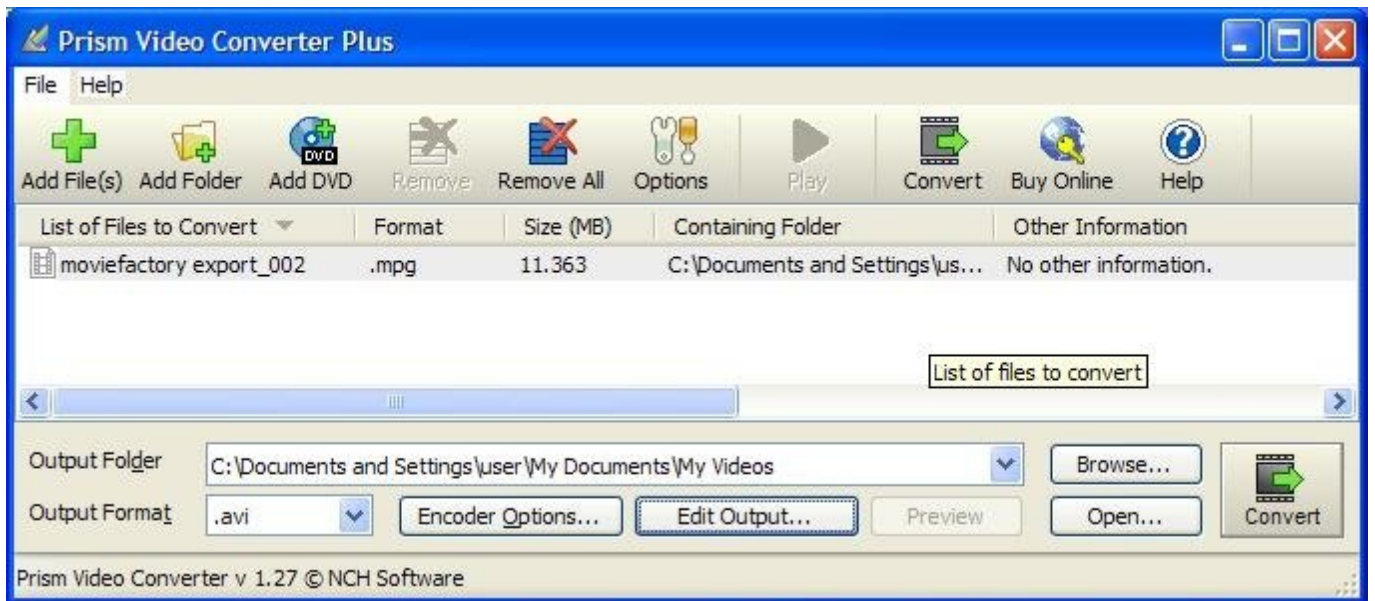 Prism Video Converter Plus
File Help
Add File(s) Add Folder Add DVD Remove Remove All Options Play Convert Buy Online Help
DVD
List of Files to Convert Format Size (MB) Containing Folder Other Information
moviefactory export_002 .mpg 11.363 C:\Documents and Settings\us... No other information.
List of files to convert
Output Folder C:\Documents and Settings\user\My Documents\My Videos Browse...
Output Format .avi Encoder Options... Edit Output... Preview Open... Convert
Prism Video Converter v 1.27 © NCH Software